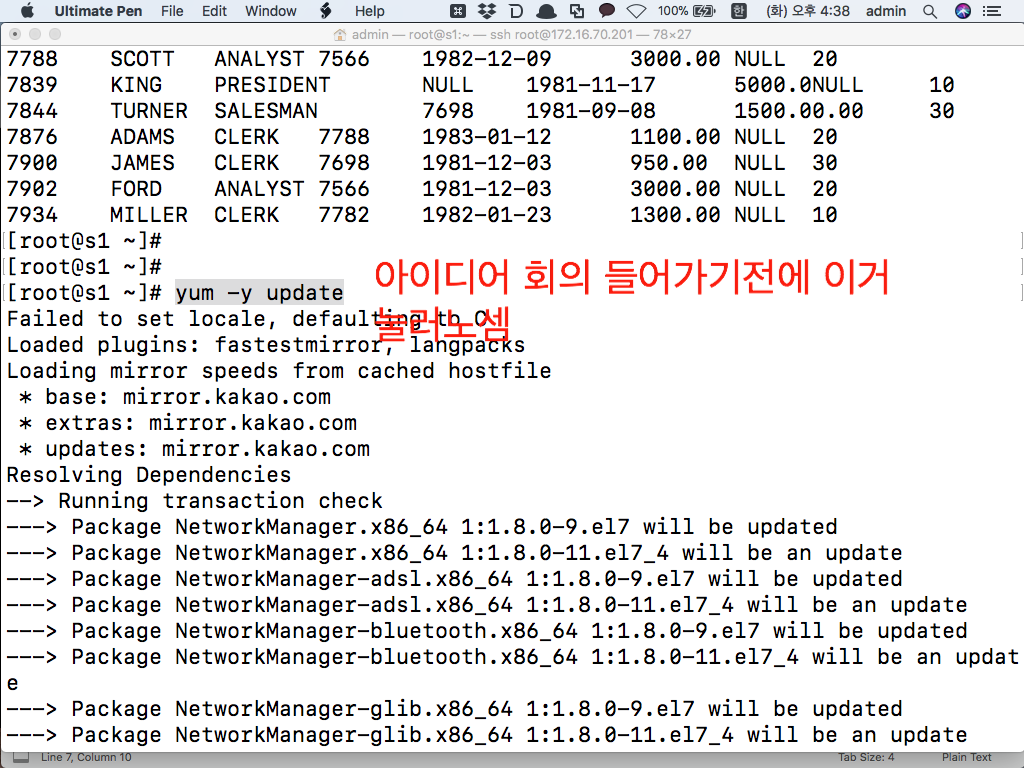 Ultimate Pen File Edit Window Help 100% 한 (화) 오후 4:38 admin
admin — root@s1:~ — ssh root@172.16.70.201 — 78×27
7788 SCOTT ANALYST 7566 1982-12-09 3000.00 NULL 20
7839 KING PRESIDENT NULL 1981-11-17 5000.0NULL 10
7844 TURNER SALESMAN 7698 1981-09-08 1500.00.00 30
7876 ADAMS CLERK 7788 1983-01-12 1100.00 NULL 20
7900 JAMES CLERK 7698 1981-12-03 950.00 NULL 30
7902 FORD ANALYST 7566 1981-12-03 3000.00 NULL 20
7934 MILLER CLERK 7782 1982-01-23 1300.00 NULL 10
[root@s1 ~]#
[root@s1 ~]#
[root@s1 ~]# yum -y update
아이디어 회의 들어가기전에 이거
눌러노셈
Failed to set locale, defaulting to C
Loaded plugins: fastestmirror, langpacks
Loading mirror speeds from cached hostfile
* base: mirror.kakao.com
* extras: mirror.kakao.com
* updates: mirror.kakao.com
Resolving Dependencies
--> Running transaction check
---> Package NetworkManager.x86_64 1:1.8.0-9.el7 will be updated
---> Package NetworkManager.x86_64 1:1.8.0-11.el7_4 will be an update
---> Package NetworkManager-adsl.x86_64 1:1.8.0-9.el7 will be updated
---> Package NetworkManager-adsl.x86_64 1:1.8.0-11.el7_4 will be an update
---> Package NetworkManager-bluetooth.x86_64 1:1.8.0-9.el7 will be updated
---> Package NetworkManager-bluetooth.x86_64 1:1.8.0-11.el7_4 will be an updat
e
---> Package NetworkManager-glib.x86_64 1:1.8.0-9.el7 will be updated
---> Package NetworkManager-glib.x86_64 1:1.8.0-11.el7_4 will be an update
Line 7, Column 10 Tab Size: 4 Plain Text